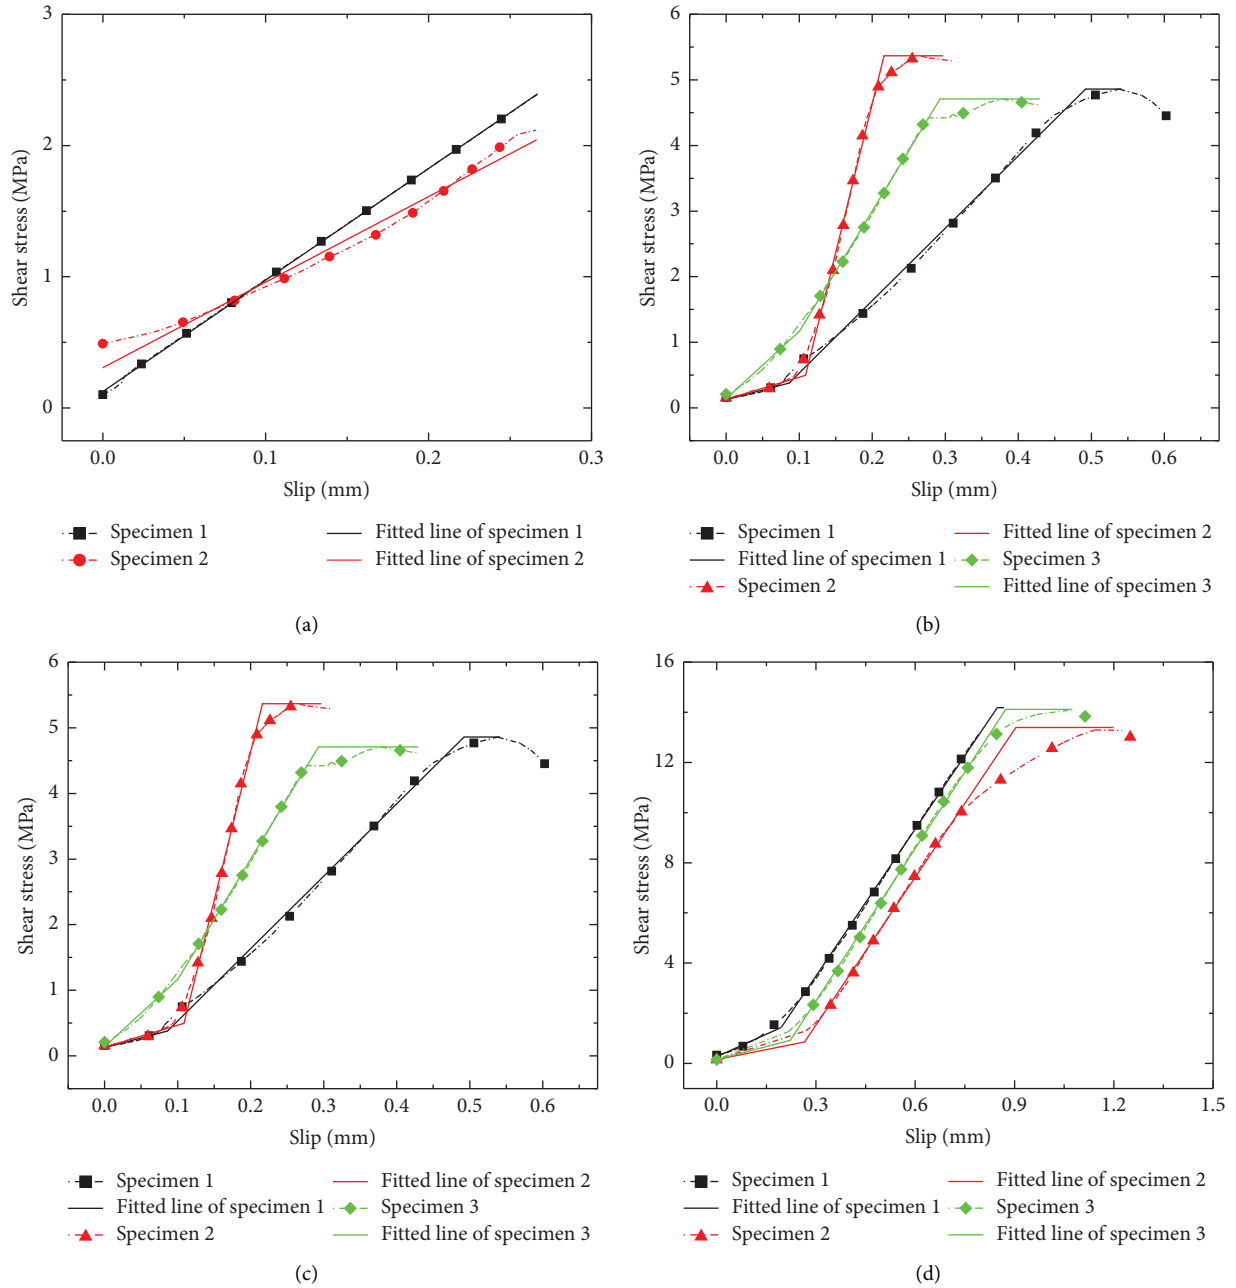 3
2
1
0
Shear stress (MPa)
0.0 0.1 0.2 0.3
Slip (mm)
Specimen 1 Fitted line of specimen 1
Specimen 2 Fitted line of specimen 2
(a)
6
5
4
3
2
1
0
Shear stress (MPa)
0.0 0.1 0.2 0.3 0.4 0.5 0.6
Slip (mm)
Specimen 1 Fitted line of specimen 2
Fitted line of specimen 1 Specimen 3
Specimen 2 Fitted line of specimen 3
(b)
6
5
4
3
2
1
0
Shear stress (MPa)
0.0 0.1 0.2 0.3 0.4 0.5 0.6
Slip (mm)
Specimen 1 Fitted line of specimen 2
Fitted line of specimen 1 Specimen 3
Specimen 2 Fitted line of specimen 3
(c)
16
12
8
4
0
Shear stress (MPa)
0.0 0.3 0.6 0.9 1.2 1.5
Slip (mm)
Specimen 1 Fitted line of specimen 2
Fitted line of specimen 1 Specimen 3
Specimen 2 Fitted line of specimen 3
(d)